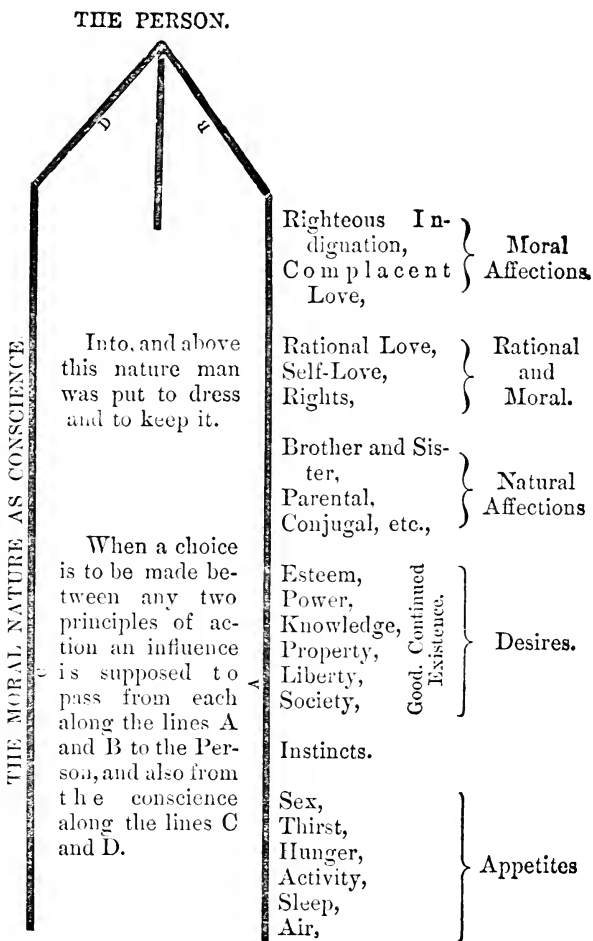 THE PERSON.
D
B
Righteous In-
dignation,
Complacent
Love,
Moral
Affections.
Into, and above
this nature man
was put to dress
and to keep it.
Rational Love,
Self-Love,
Rights,
Rational
and
Moral.
Brother and Sis-
ter,
Parental,
Conjugal, etc.,
Natural
Affections
THE MORAL NATURE AS CONSCIENCE
When a choice
is to be made be-
tween any two
principles of ac-
tion an influence
is supposed to
pass from each
along the lines A
and B to the Per-
son, and also from
the conscience
along the lines C
and D.
C
A
Esteem,
Power,
Knowledge,
Property,
Liberty,
Society,
Good. Continued
Existence.
Desires.
Instincts.
Sex,
Thirst,
Hunger,
Activity,
Sleep,
Air,
Appetites